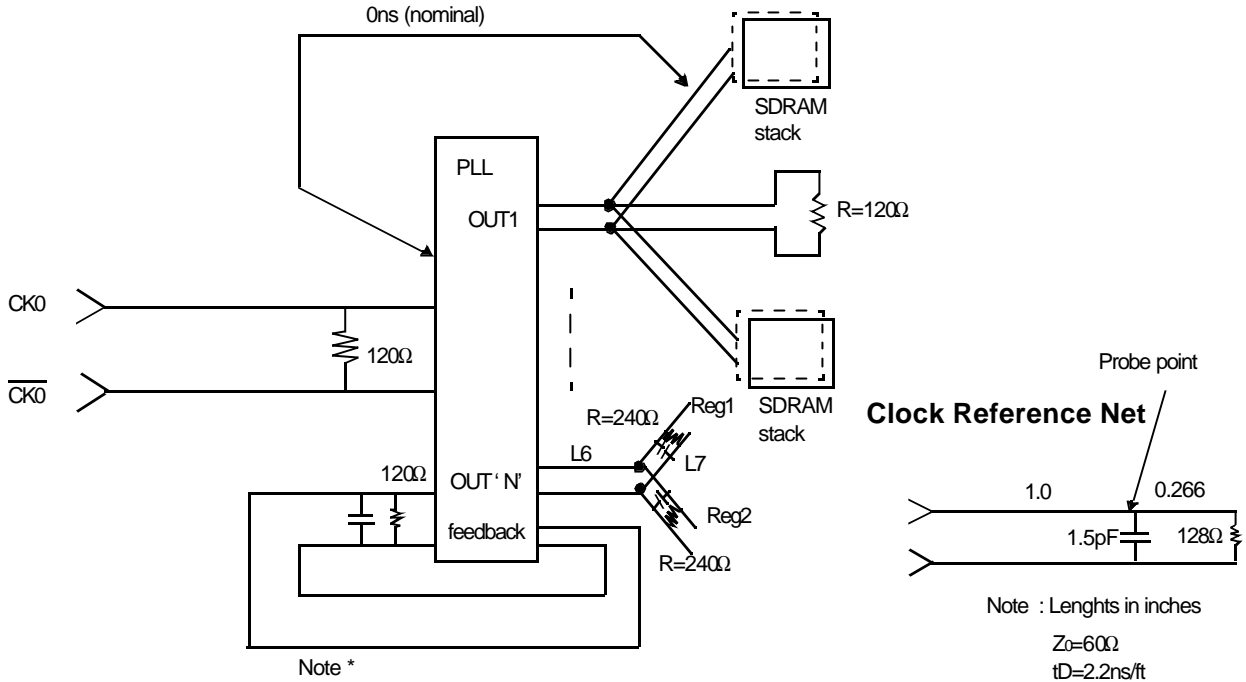 0ns (nominal)
SDRAM
stack
PLL
OUT1
R=120Ω
CK0
120Ω
CK0
Probe point
SDRAM
stack
Clock Reference Net
Reg1
R=240Ω
L6
L7
120Ω
OUT ‘ N’
Reg2
feedback
R=240Ω
1.0
0.266
1.5pF
128Ω
Note : Lenghts in inches
Z0=60Ω
tD=2.2ns/ft
Note *